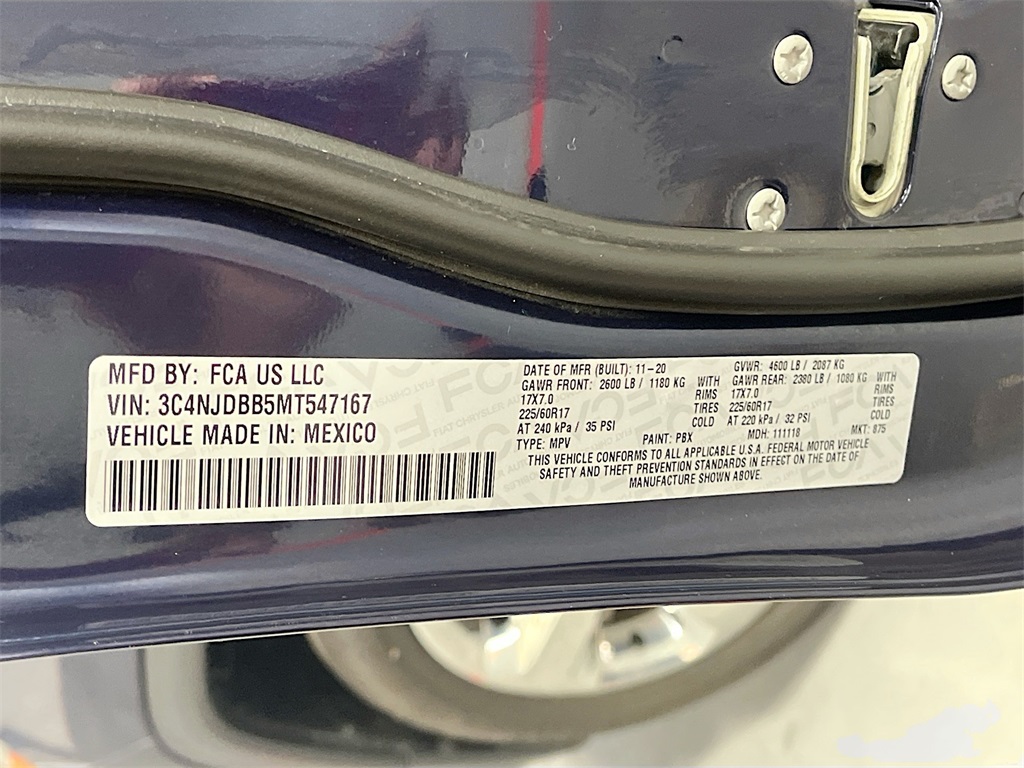 MFD BY: FCA US LLC
VIN: 3C4NJDBB5MT547167
VEHICLE MADE IN: MEXICO
DATE OF MFR (BUILT): 11-20
GAWR FRONT: 2600 LB / 1180 KG WITH
17X7.0 RIMS
225/60R17 TIRES
AT 240 kPa / 35 PSI COLD
TYPE: MPV
GVWR: 4600 LB / 2087 KG
GAWR REAR: 2380 LB / 1080 KG WITH
17X7.0 RIMS
225/60R17 TIRES
AT 220 kPa / 32 PSI COLD
PAINT: PBX MDH: 111118 MKT: 875
THIS VEHICLE CONFORMS TO ALL APPLICABLE U.S.A. FEDERAL MOTOR VEHICLE
SAFETY AND THEFT PREVENTION STANDARDS IN EFFECT ON THE DATE OF
MANUFACTURE SHOWN ABOVE.